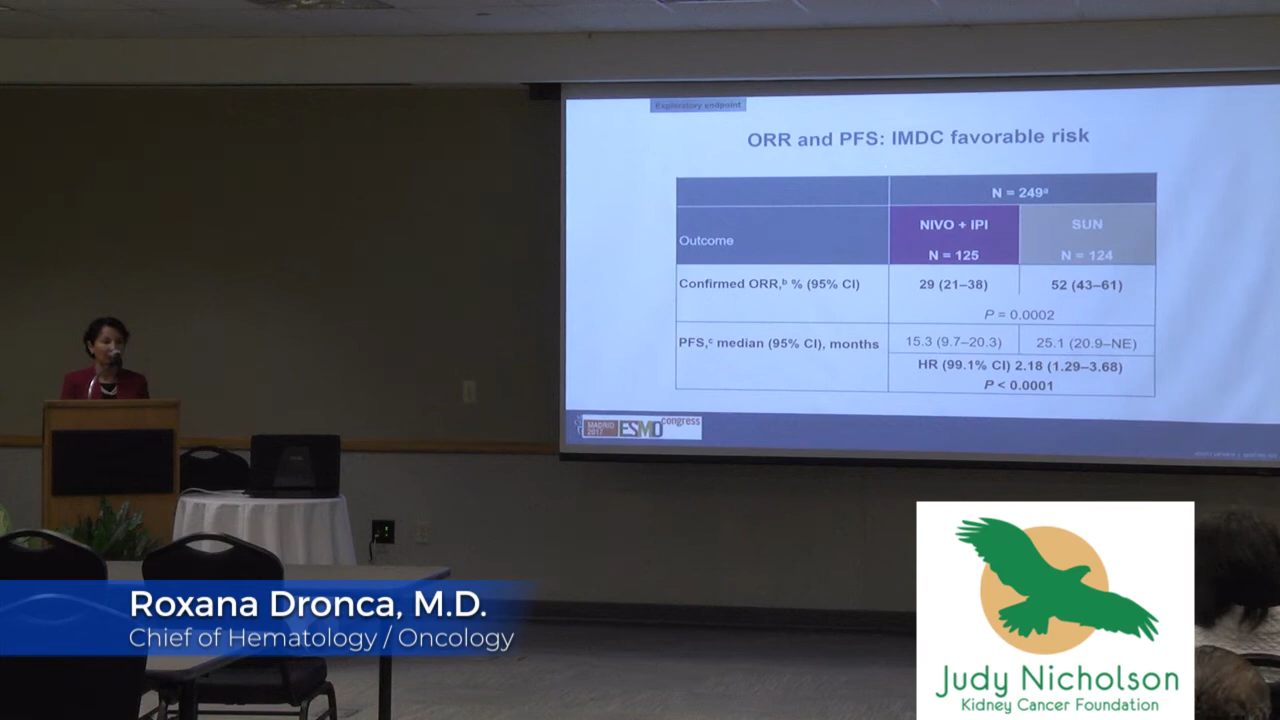 Exploratory endpoint
ORR and PFS: IMDC favorable risk
N = 249ᵃ
Outcome
NIVO + IPI
N = 125
SUN
N = 124
Confirmed ORR,ᵇ % (95% CI)
29 (21–38)
52 (43–61)
P = 0.0002
PFS,ᶜ median (95% CI), months
15.3 (9.7–20.3)
25.1 (20.9–NE)
HR (99.1% CI) 2.18 (1.29–3.68)
P < 0.0001
MADRID
2017
ESMO
congress
Roxana Dronca, M.D.
Chief of Hematology / Oncology
Judy Nicholson
Kidney Cancer Foundation